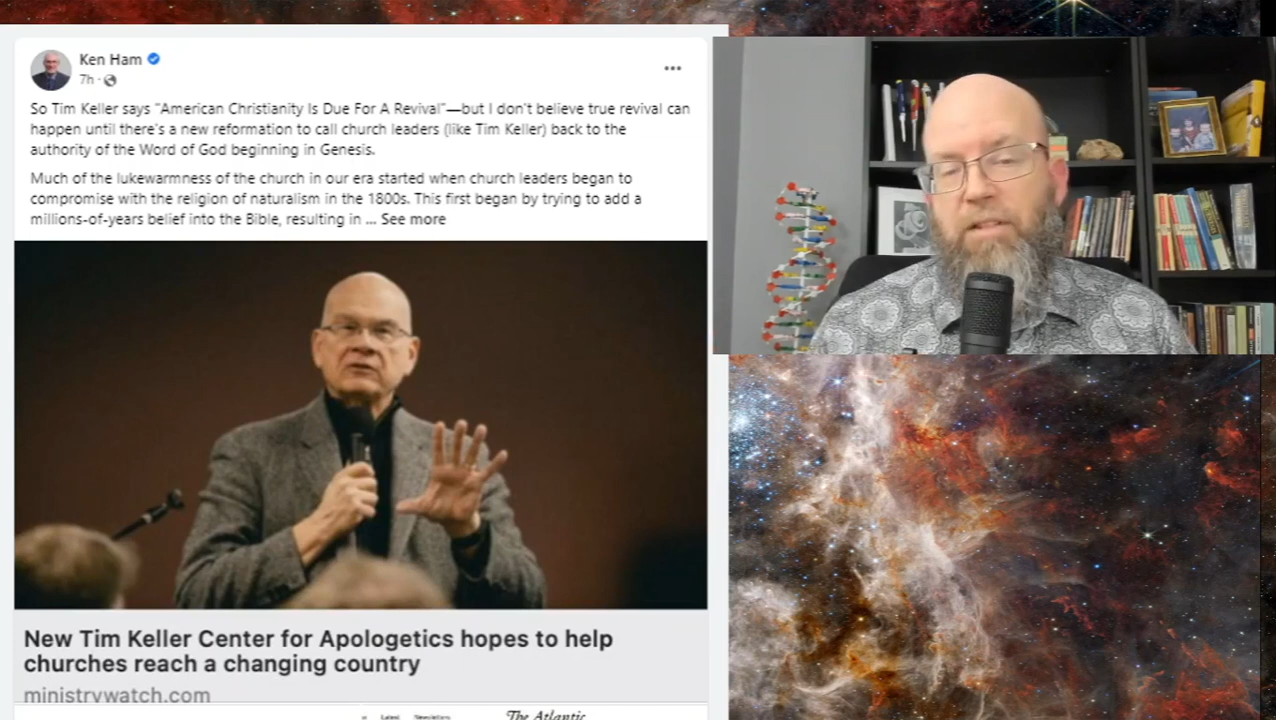 Ken Ham
7h ·
So Tim Keller says "American Christianity Is Due For A Revival"—but I don't believe true revival can
happen until there's a new reformation to call church leaders (like Tim Keller) back to the
authority of the Word of God beginning in Genesis.
Much of the lukewarmness of the church in our era started when church leaders began to
compromise with the religion of naturalism in the 1800s. This first began by trying to add a
millions-of-years belief into the Bible, resulting in ... See more
New Tim Keller Center for Apologetics hopes to help
churches reach a changing country
ministrywatch.com
Latest Newsletters The Atlantic